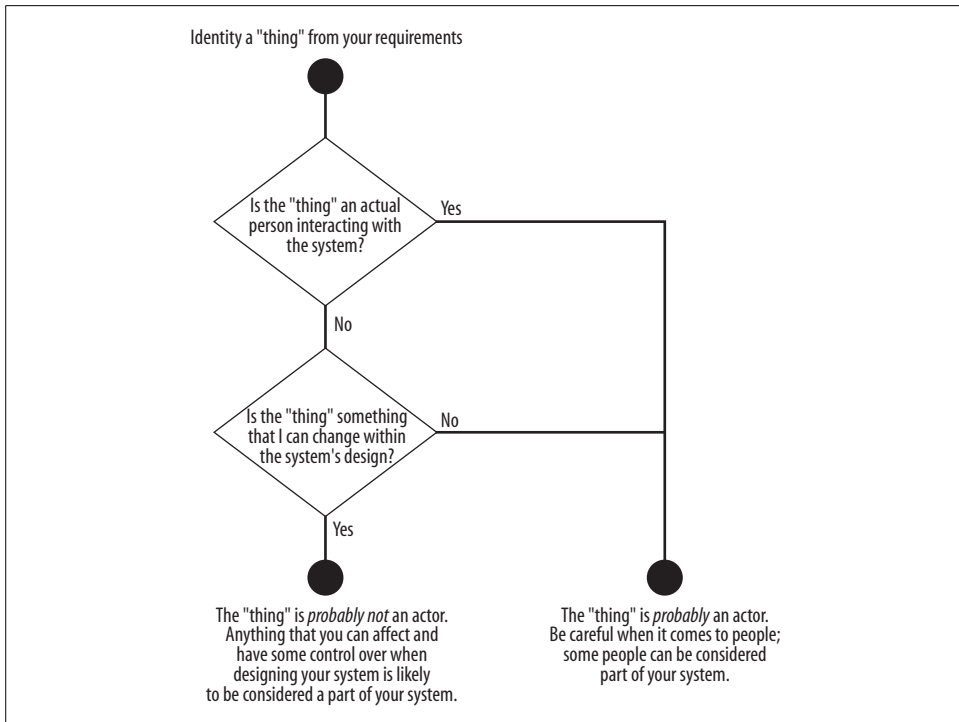 Identity a "thing" from your requirements
Is the "thing" an actual
person interacting with
the system?
Yes
No
Is the "thing" something
that I can change within
the system's design?
No
Yes
The "thing" is probably not an actor.
Anything that you can affect and
have some control over when
designing your system is likely
to be considered a part of your system.
The "thing" is probably an actor.
Be careful when it comes to people;
some people can be considered
part of your system.